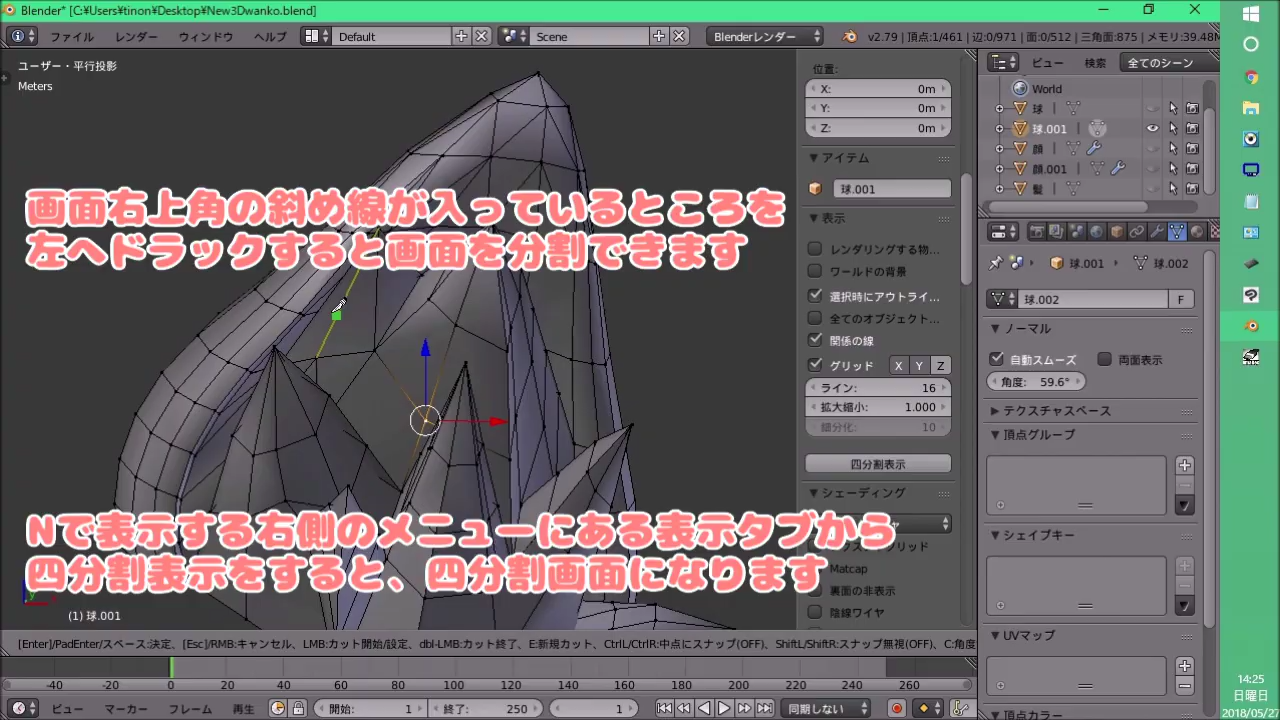 Blender* [C:¥Users¥tinon¥Desktop¥New3Dwanko.blend]
ファイル レンダー ウィンドウ ヘルプ Default Scene Blenderレンダー v2.79 | 頂点:1/461 | 辺:0/971 | 面:0/512 | 三角面:875 | メモリ:39.48M
ユーザー・平行投影
Meters
画面右上角の斜め線が入っているところを
左へドラックすると画面を分割できます
Nで表示する右側のメニューにある表示タブから
四分割表示をすると、四分割画面になります
(1) 球.001
位置:
X: 0m
Y: 0m
Z: 0m
アイテム
球.001
表示
レンダリングする物...
ワールドの背景
選択時にアウトライ...
全てのオブジェクト...
関係の線
グリッド X Y Z
ライン: 16
拡大縮小: 1.000
細分化: 10
四分割表示
シェーディング
Matcap
裏面の非表示
陰線ワイヤ
ビュー 検索 全てのシーン
World
球
球.001
顔
顔.001
髪
球.001 球.002
球.002 F
ノーマル
自動スムーズ 両面表示
角度: 59.6°
テクスチャスペース
頂点グループ
シェイプキー
UVマップ
頂点カラー
[Enter]/PadEnter/スペース:決定、[Esc]/RMB:キャンセル、LMB:カット開始/設定、dbl-LMB:カット終了、E:新規カット、CtrlL/CtrlR:中点にスナップ(OFF)、ShiftL/ShiftR:スナップ無視(OFF)、C:角度
-40 -20 0 20 40 60 80 100 120 140 160 180 200 220 240 260
ビュー マーカー フレーム 再生 開始: 1 終了: 250 1 同期しない
14:25
日曜日
2018/05/27